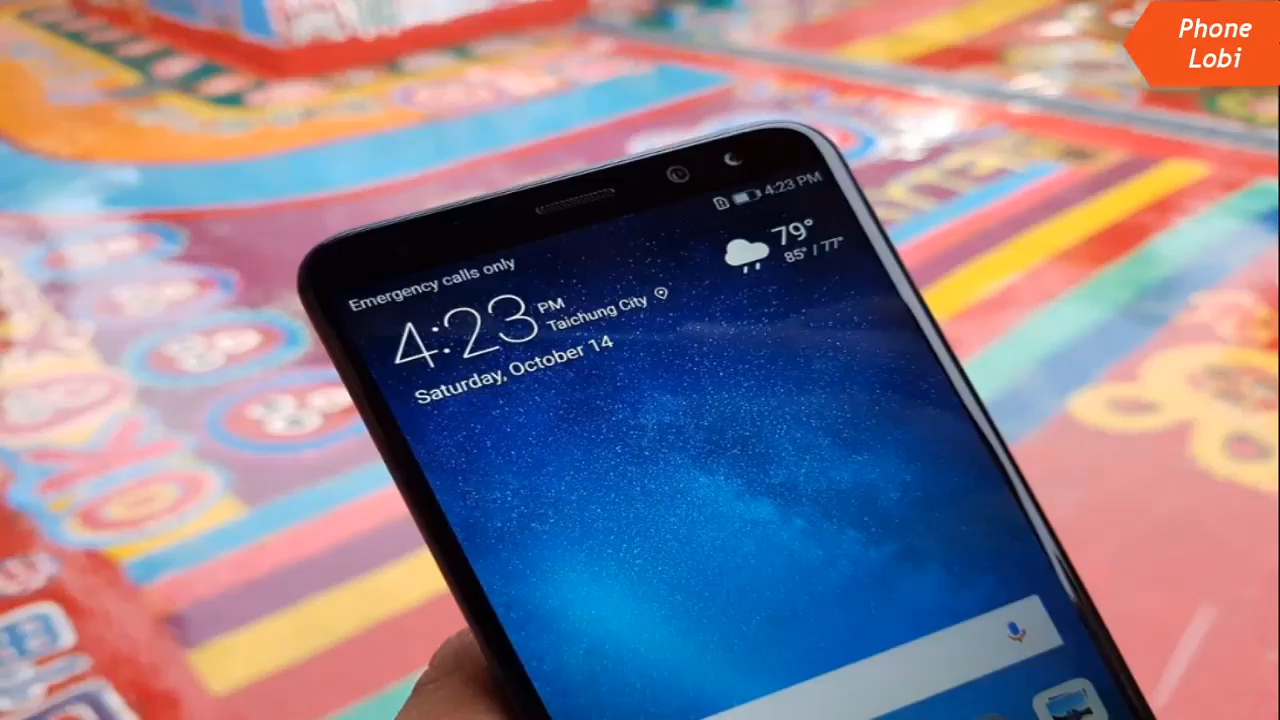 Phone
Lobi
4:23 PM
79°
85° / 77°
Emergency calls only
4:23 PM
Taichung City
Saturday, October 14